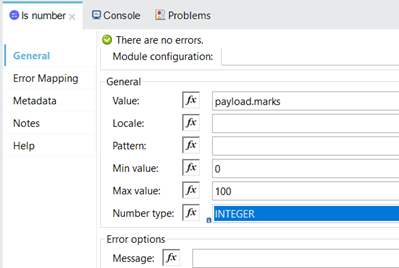 Is number Console Problems
There are no errors.
General
Module configuration:
Error Mapping
General
Metadata
Value: fx payload.marks
Notes
Locale: fx
Help
Pattern: fx
Min value: fx 0
Max value: fx 100
Number type: fx INTEGER
Error options
Message: fx